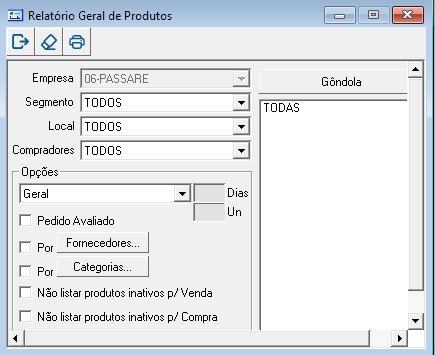 Relatório Geral de Produtos
Empresa 06-PASSARE
Segmento TODOS
Local TODOS
Compradores TODOS
Opções
Geral Dias
Un
Pedido Avaliado
Por Fornecedores...
Por Categorias...
Não listar produtos inativos p/ Venda
Não listar produtos inativos p/ Compra
Gôndola
TODAS